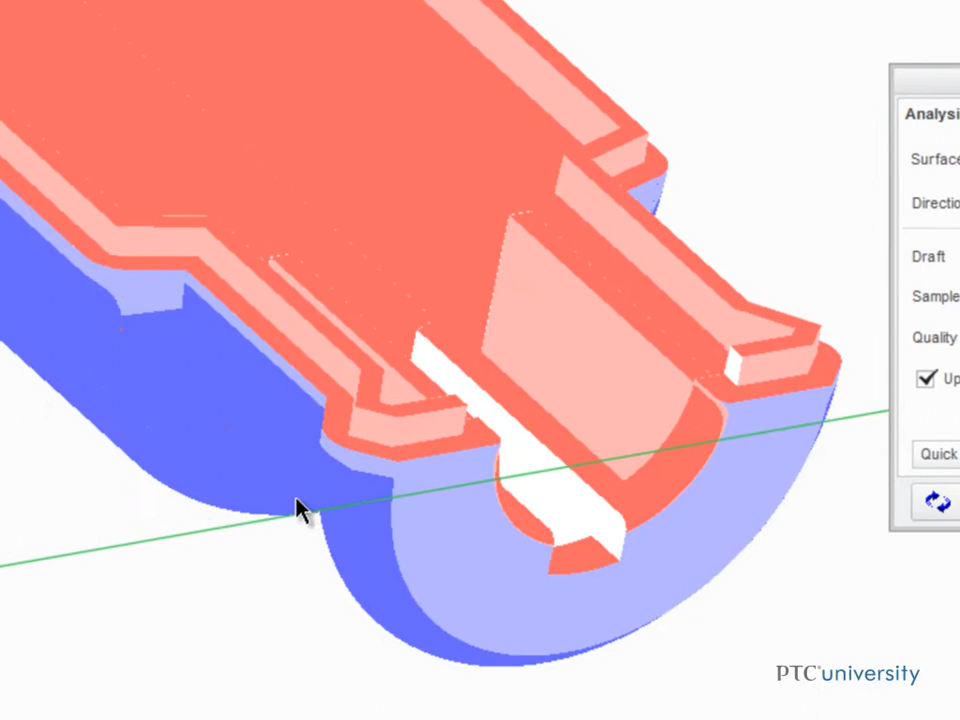 Analysi
Surface
Directio
Draft
Sample
Quality
Up
Quick
PTC®university